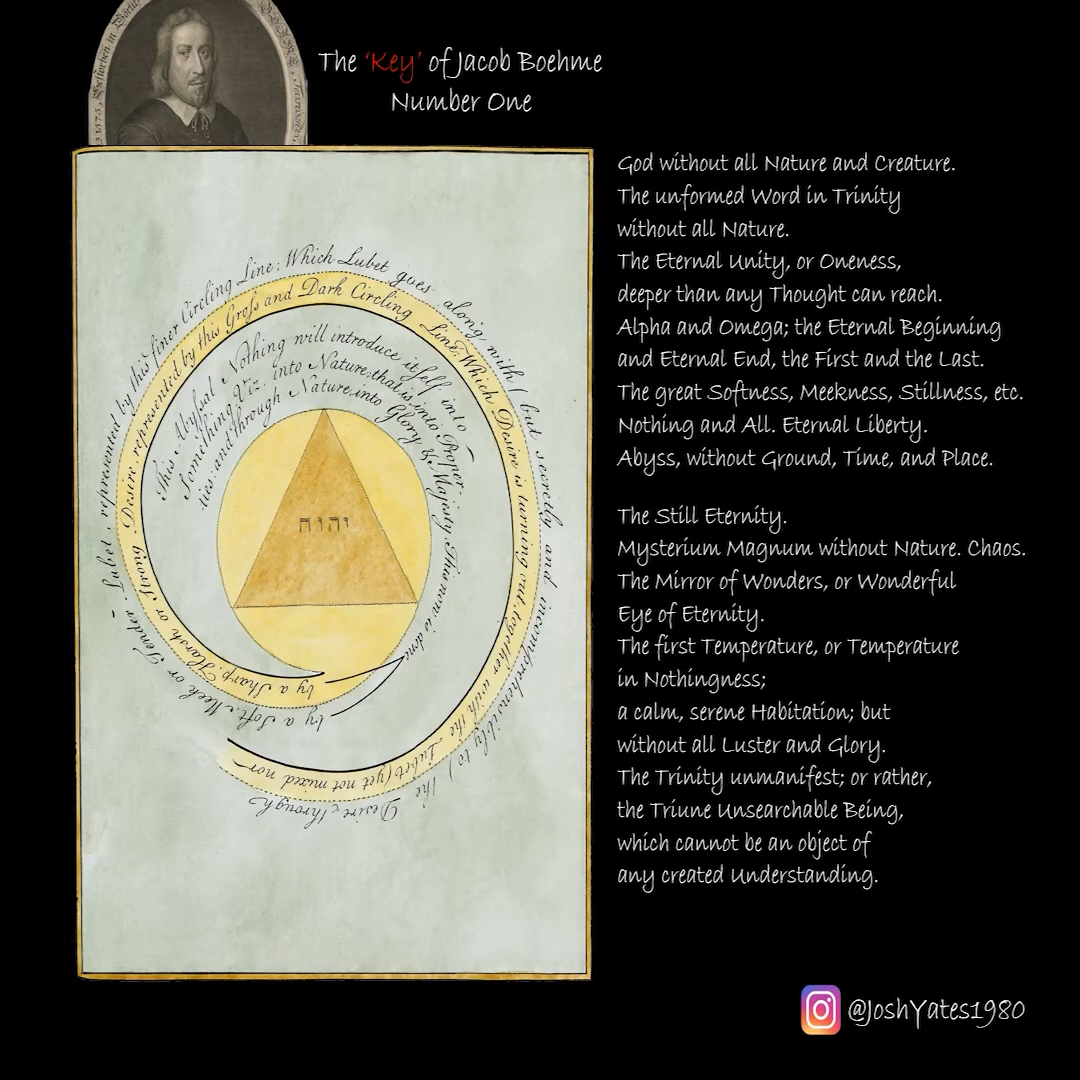 1575, Gestorben in Görlitz
The ‘Key’ of Jacob Boehme
Number One
God without all Nature and Creature.
The unformed Word in Trinity
without all Nature.
The Eternal Unity, or Oneness,
deeper than any Thought can reach.
Alpha and Omega; the Eternal Beginning
and Eternal End, the First and the Last.
The great Softness, Meekness, Stillness, etc.
Nothing and All. Eternal Liberty.
Abyss, without Ground, Time, and Place.
The Still Eternity.
Mysterium Magnum without Nature. Chaos.
The Mirror of Wonders, or Wonderful
Eye of Eternity.
The first Temperature, or Temperature
in Nothingness;
a calm, serene Habitation; but
without all Luster and Glory.
The Trinity unmanifest; or rather,
the Triune Unsearchable Being,
which cannot be an object of
any created Understanding.
This Abyssal Nothing will introduce itself into
Something Viz. into Nature; that is into Proper-
ties and through Nature, into Glory & Majesty This now is done
by a Sharp, Harsh or Strong Desire, represented by this Groſs and Dark Circling Line: Which Desire is turning out, together with the Lubet (yet not mixed nor
by a Soft, Meek or Tender - Lubet, represented by this finer Circling Line: Which Lubet goes along with (but secretly and incomprehensibly to) the Desire, through
יהוה
@JoshYates1980